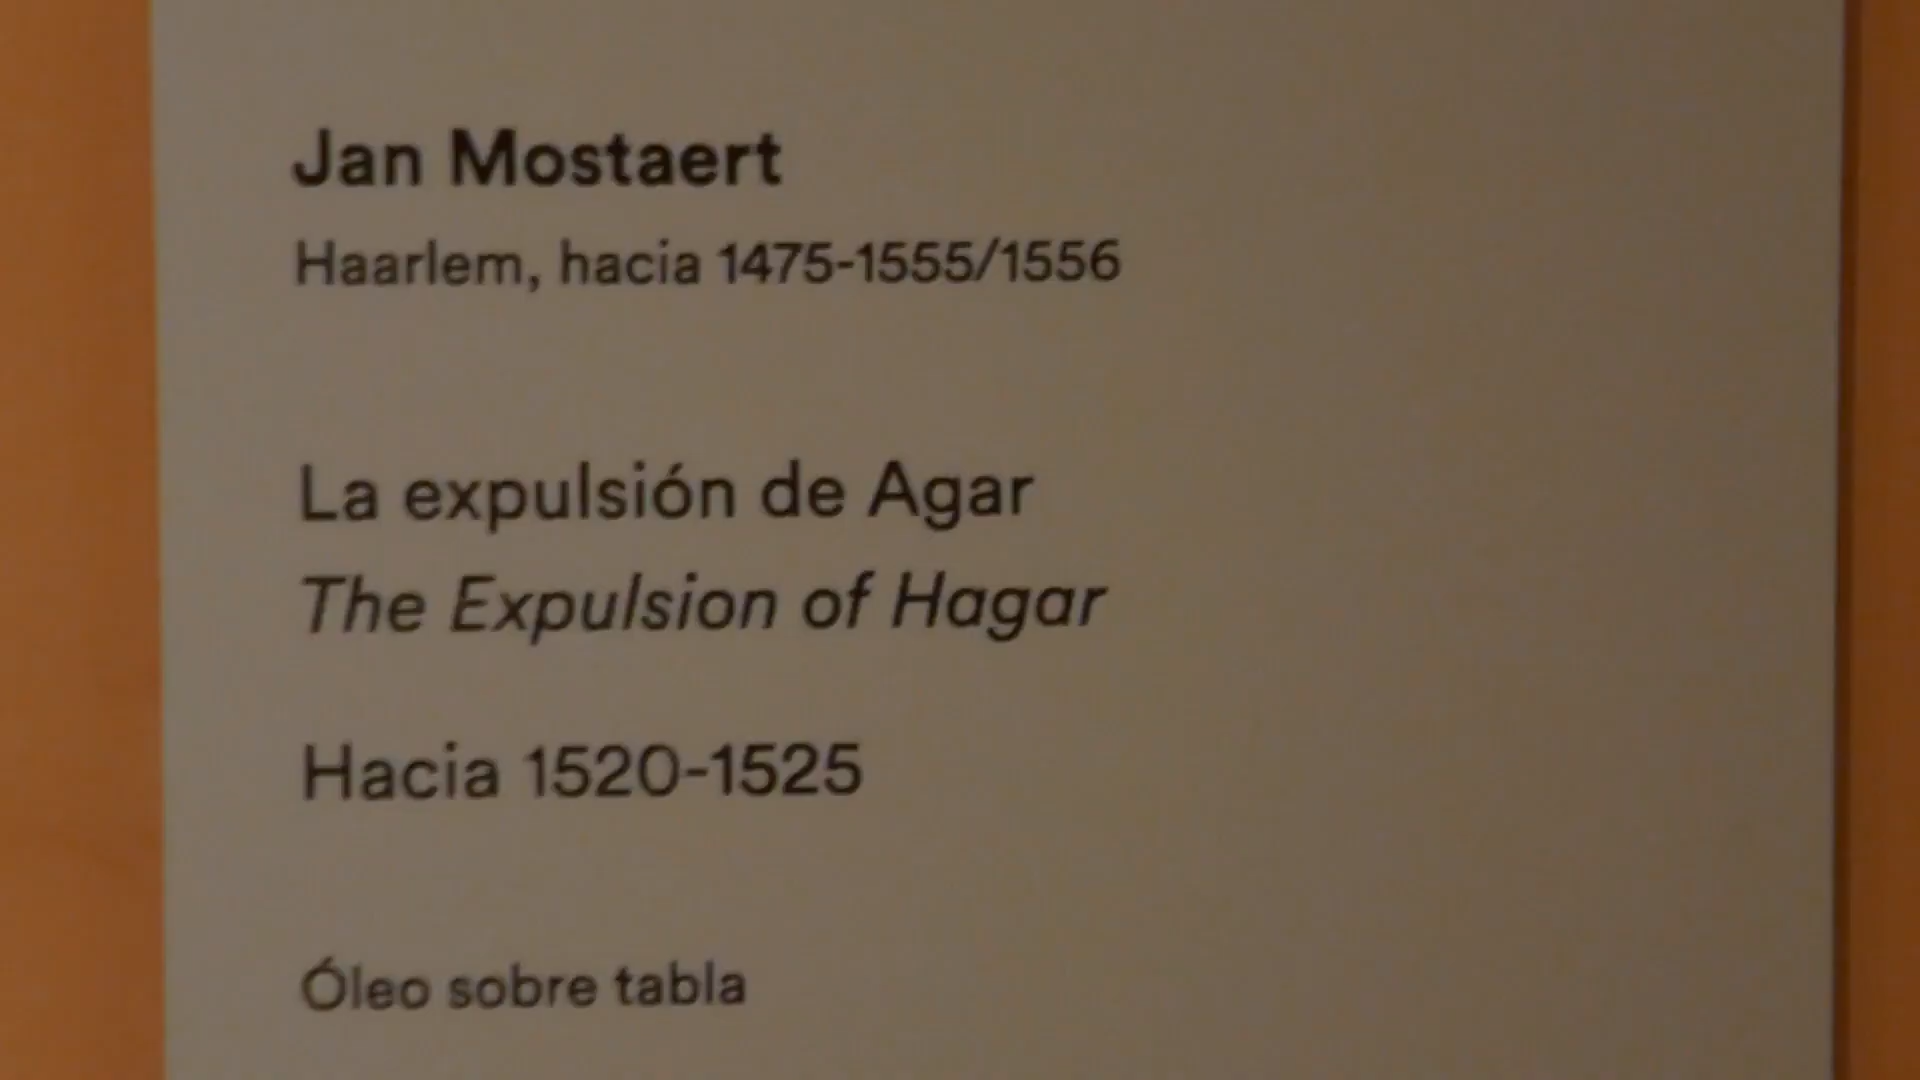 Jan Mostaert
Haarlem, hacia 1475-1555/1556
La expulsión de Agar
The Expulsion of Hagar
Hacia 1520-1525
Óleo sobre tabla